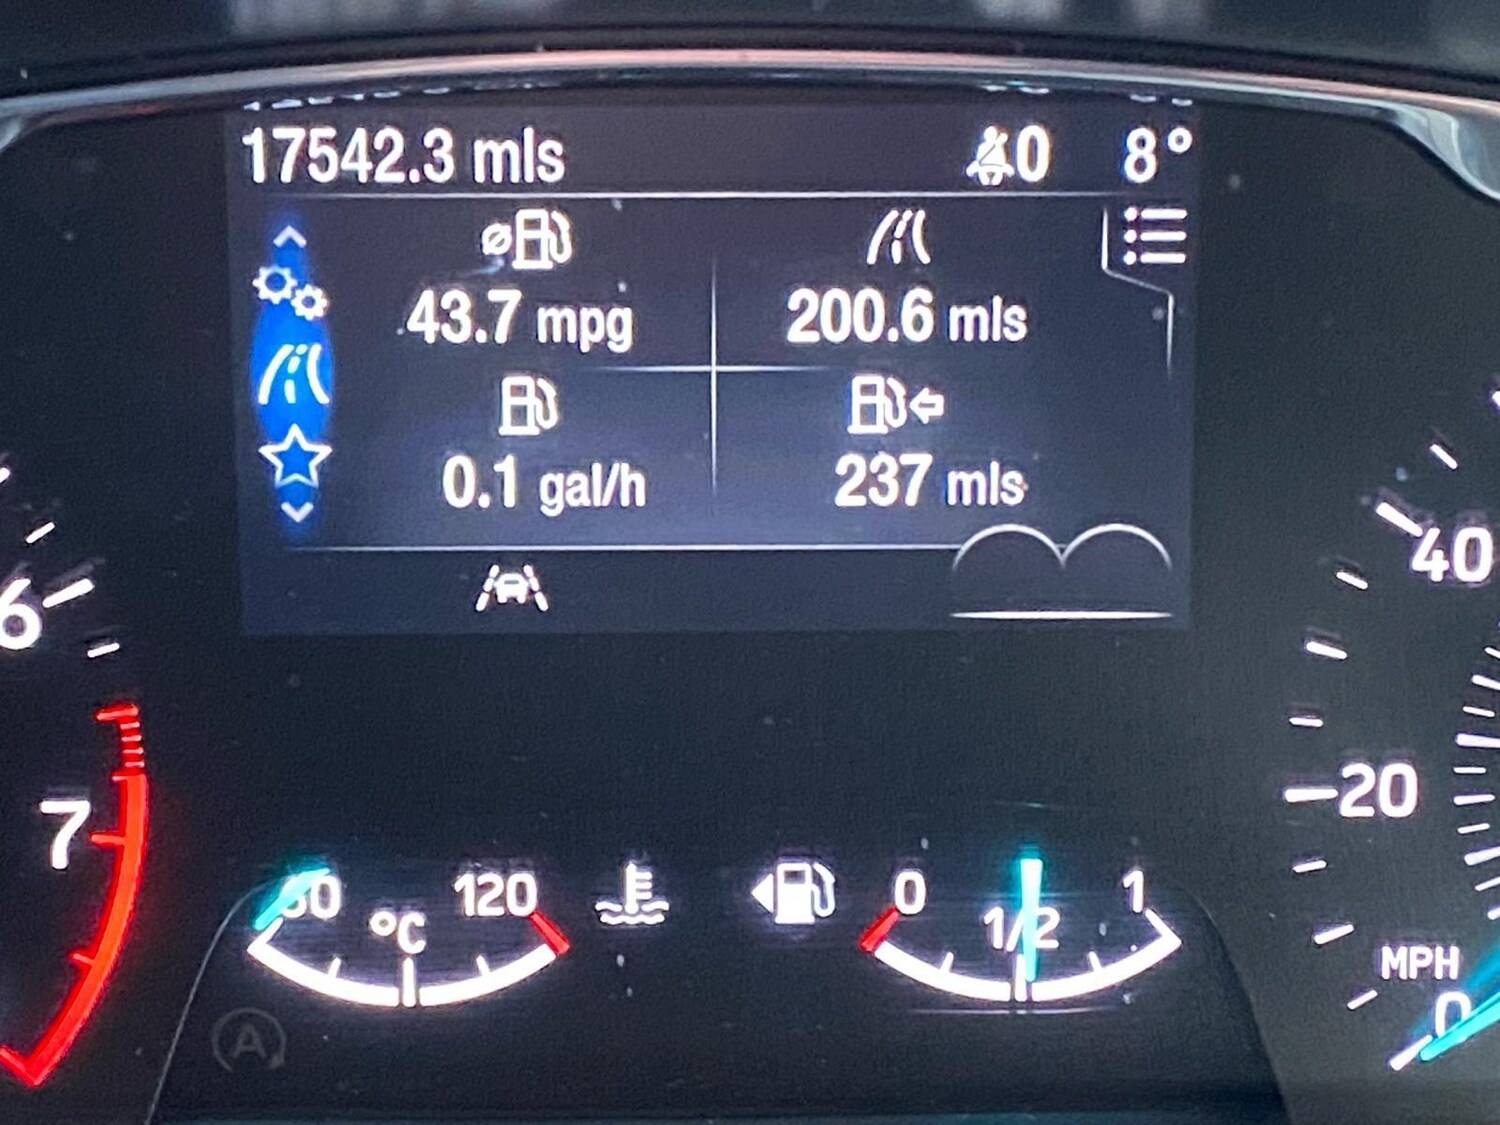 17542.3 mls 0 8°
43.7 mpg 200.6 mls
0.1 gal/h 237 mls
6
40
7
20
120 °C
0 1/2 1
MPH
0
A